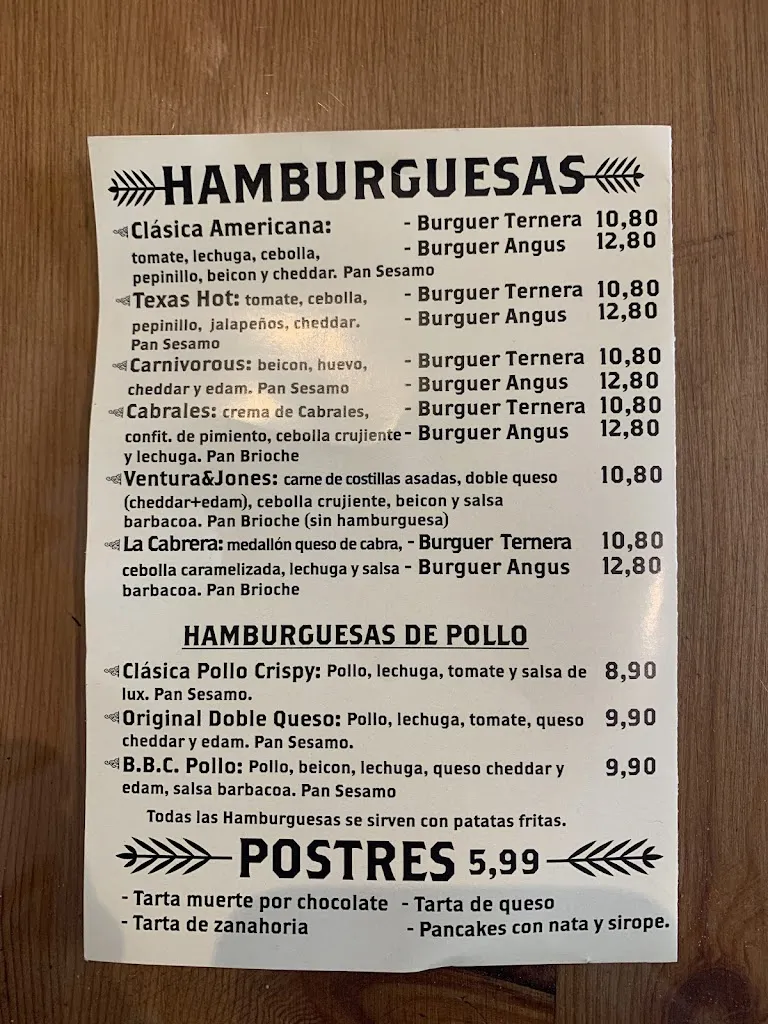 HAMBURGUESAS
Clásica Americana: - Burguer Ternera 10,80
- Burguer Angus 12,80
tomate, lechuga, cebolla,
pepinillo, beicon y cheddar. Pan Sesamo
Texas Hot: tomate, cebolla, - Burguer Ternera 10,80
pepinillo, jalapeños, cheddar. - Burguer Angus 12,80
Pan Sesamo
Carnivorous: beicon, huevo, - Burguer Ternera 10,80
cheddar y edam. Pan Sesamo - Burguer Angus 12,80
Cabrales: crema de Cabrales, - Burguer Ternera 10,80
confit. de pimiento, cebolla crujiente - Burguer Angus 12,80
y lechuga. Pan Brioche
Ventura&Jones: carne de costillas asadas, doble queso 10,80
(cheddar+edam), cebolla crujiente, beicon y salsa
barbacoa. Pan Brioche (sin hamburguesa)
La Cabrera: medallón queso de cabra, - Burguer Ternera 10,80
cebolla caramelizada, lechuga y salsa - Burguer Angus 12,80
barbacoa. Pan Brioche
HAMBURGUESAS DE POLLO
Clásica Pollo Crispy: Pollo, lechuga, tomate y salsa de 8,90
lux. Pan Sesamo.
Original Doble Queso: Pollo, lechuga, tomate, queso 9,90
cheddar y edam. Pan Sesamo.
B.B.C. Pollo: Pollo, beicon, lechuga, queso cheddar y 9,90
edam, salsa barbacoa. Pan Sesamo
Todas las Hamburguesas se sirven con patatas fritas.
POSTRES 5,99
- Tarta muerte por chocolate - Tarta de queso
- Tarta de zanahoria - Pancakes con nata y sirope.